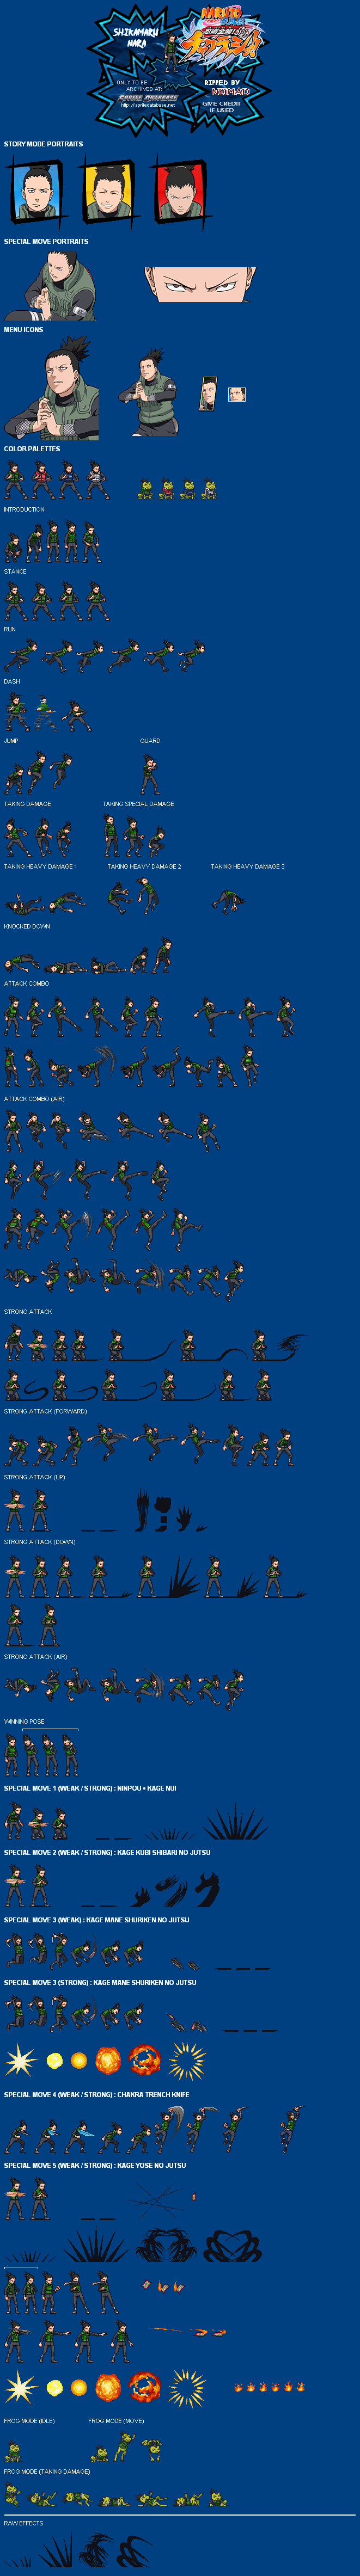 SHIKAMARU
NARA
NARUTO
ONLY TO BE
ARCHIVED AT
http://spritedatabase.net
RIPPED BY
NOMAD
GIVE CREDIT
IF USED
STORY MODE PORTRAITS
SPECIAL MOVE PORTRAITS
MENU ICONS
COLOR PALETTES
INTRODUCTION
STANCE
RUN
DASH
JUMP
GUARD
TAKING DAMAGE
TAKING SPECIAL DAMAGE
TAKING HEAVY DAMAGE 1
TAKING HEAVY DAMAGE 2
TAKING HEAVY DAMAGE 3
KNOCKED DOWN
ATTACK COMBO
ATTACK COMBO (AIR)
STRONG ATTACK
STRONG ATTACK (FORWARD)
STRONG ATTACK (UP)
STRONG ATTACK (DOWN)
STRONG ATTACK (AIR)
WINNING POSE
SPECIAL MOVE 1 (WEAK / STRONG) : NINPOU • KAGE NUI
SPECIAL MOVE 2 (WEAK / STRONG) : KAGE KUBI SHIBARI NO JUTSU
SPECIAL MOVE 3 (WEAK) : KAGE MANE SHURIKEN NO JUTSU
SPECIAL MOVE 3 (STRONG) : KAGE MANE SHURIKEN NO JUTSU
SPECIAL MOVE 4 (WEAK / STRONG) : CHAKRA TRENCH KNIFE
SPECIAL MOVE 5 (WEAK / STRONG) : KAGE YOSE NO JUTSU
FROG MODE (IDLE)
FROG MODE (MOVE)
FROG MODE (TAKING DAMAGE)
RAW EFFECTS